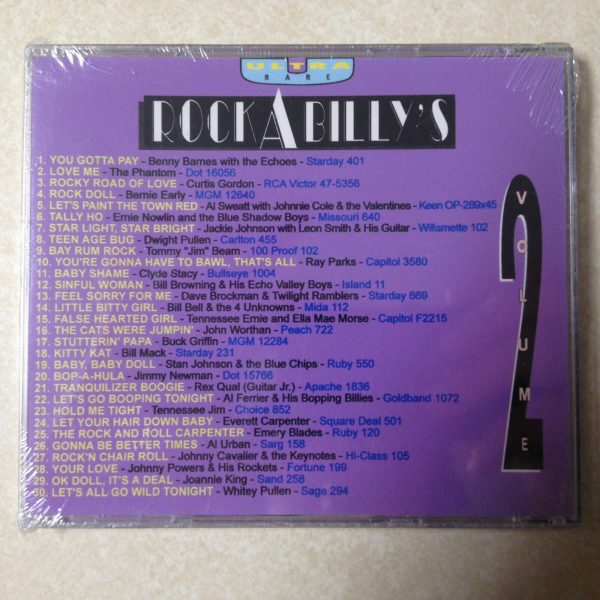 ULTRA
RARE
ROCKABILLY'S
1. YOU GOTTA PAY - Benny Barnes with the Echoes - Starday 401
2. LOVE ME - The Phantom - Dot 16056
3. ROCKY ROAD OF LOVE - Curtis Gordon - RCA Victor 47-5356
4. ROCK DOLL - Bernie Early - MGM 12640
5. LET'S PAINT THE TOWN RED - Al Sweatt with Johnnie Cole & the Valentines - Keen OP-289x45
6. TALLY HO - Ernie Nowlin and the Blue Shadow Boys - Missouri 640
7. STAR LIGHT, STAR BRIGHT - Jackie Johnson with Leon Smith & His Guitar - Willamette 102
8. TEEN AGE BUG - Dwight Pullen - Carlton 455
9. BAY RUM ROCK - Tommy "Jim" Beam - 100 Proof 102
10. YOU'RE GONNA HAVE TO BAWL, THAT'S ALL - Ray Parks - Capitol 3580
11. BABY SHAME - Clyde Stacy - Bullseye 1004
12. SINFUL WOMAN - Bill Browning & His Echo Valley Boys - Island 11
13. FEEL SORRY FOR ME - Dave Brockman & Twilight Ramblers - Starday 669
14. LITTLE BITTY GIRL - Bill Bell & the 4 Unknowns - Mida 112
15. FALSE HEARTED GIRL - Tennessee Ernie and Ella Mae Morse - Capitol F2215
16. THE CATS WERE JUMPIN' - John Worthan - Peach 722
17. STUTTERIN' PAPA - Buck Griffin - MGM 12284
18. KITTY KAT - Bill Mack - Starday 231
19. BABY, BABY DOLL - Stan Johnson & the Blue Chips - Ruby 550
20. BOP-A-HULA - Jimmy Newman - Dot 15766
21. TRANQUILIZER BOOGIE - Rex Qual (Guitar Jr.) - Apache 1836
22. LET'S GO BOOPING TONIGHT - Al Ferrier & His Bopping Billies - Goldband 1072
23. HOLD ME TIGHT - Tennessee Jim - Choice 852
24. LET YOUR HAIR DOWN BABY - Everett Carpenter - Square Deal 501
25. THE ROCK AND ROLL CARPENTER - Emery Blades - Ruby 120
26. GONNA BE BETTER TIMES - Al Urban - Sarg 158
27. ROCK'N CHAIR ROLL - Johnny Cavalier & the Keynotes - Hi-Class 105
28. YOUR LOVE - Johnny Powers & His Rockets - Fortune 199
29. OK DOLL, IT'S A DEAL - Joannie King - Sand 258
30. LET'S ALL GO WILD TONIGHT - Whitey Pullen - Sage 294
2
VOLUME